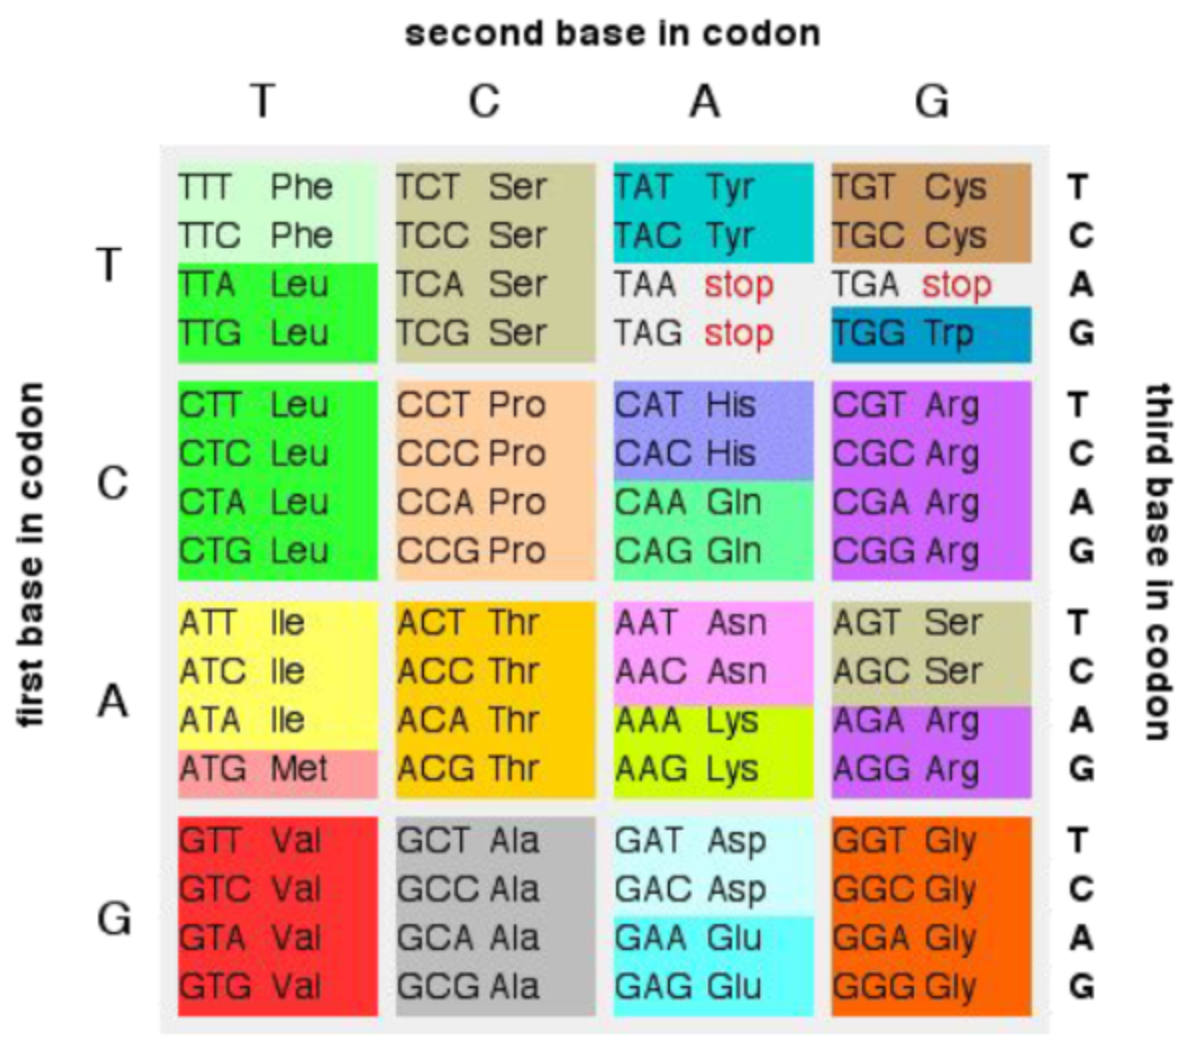 second base in codon
T C A G
first base in codon
T
TTT Phe TCT Ser TAT Tyr TGT Cys T
TTC Phe TCC Ser TAC Tyr TGC Cys C
TTA Leu TCA Ser TAA stop TGA stop A
TTG Leu TCG Ser TAG stop TGG Trp G
C
CTT Leu CCT Pro CAT His CGT Arg T
CTC Leu CCC Pro CAC His CGC Arg C
CTA Leu CCA Pro CAA Gln CGA Arg A
CTG Leu CCG Pro CAG Gln CGG Arg G
A
ATT Ile ACT Thr AAT Asn AGT Ser T
ATC Ile ACC Thr AAC Asn AGC Ser C
ATA Ile ACA Thr AAA Lys AGA Arg A
ATG Met ACG Thr AAG Lys AGG Arg G
G
GTT Val GCT Ala GAT Asp GGT Gly T
GTC Val GCC Ala GAC Asp GGC Gly C
GTA Val GCA Ala GAA Glu GGA Gly A
GTG Val GCG Ala GAG Glu GGG Gly G
third base in codon